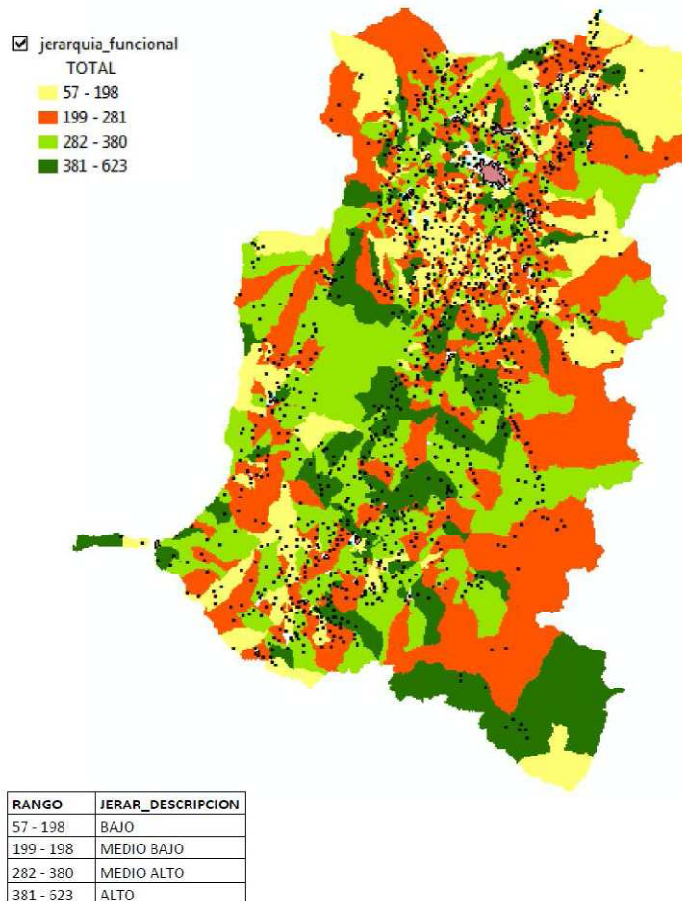 jerarquia_funcional
TOTAL
57 - 198
199 - 281
282 - 380
381 - 623
RANGO JERAR_DESCRIPCION
57 - 198 BAJO
199 - 198 MEDIO BAJO
282 - 380 MEDIO ALTO
381 - 623 ALTO